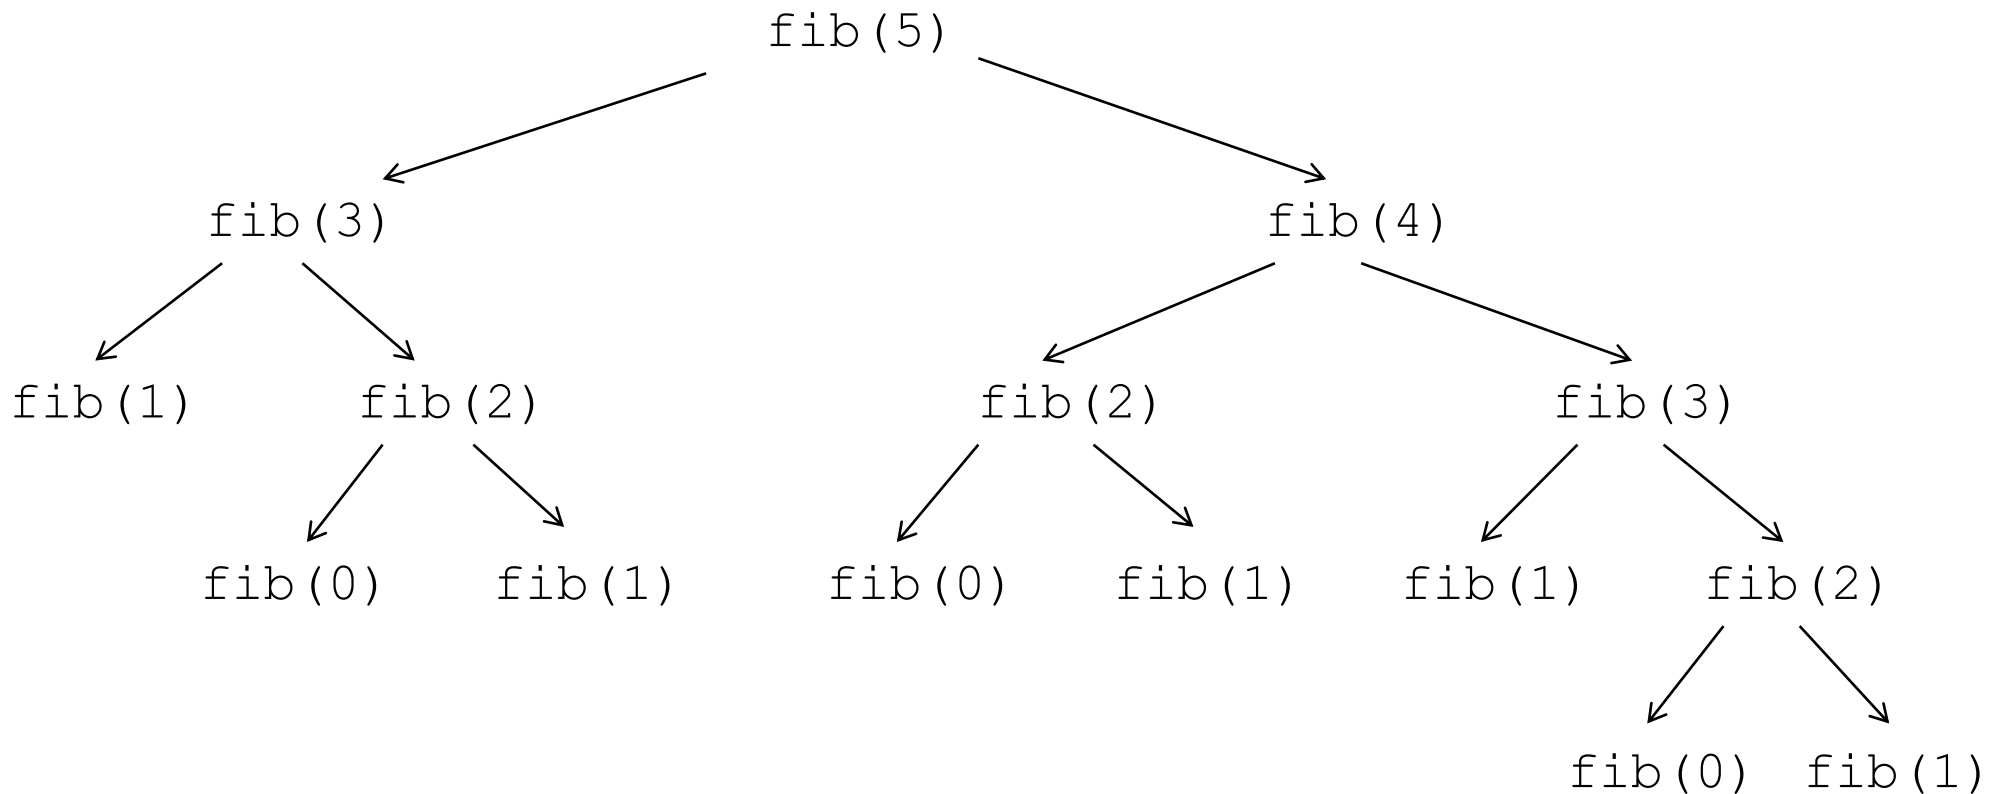 fib(5)
fib(3) fib(4)
fib(1) fib(2) fib(2) fib(3)
fib(0) fib(1) fib(0) fib(1) fib(1) fib(2)
fib(0) fib(1)